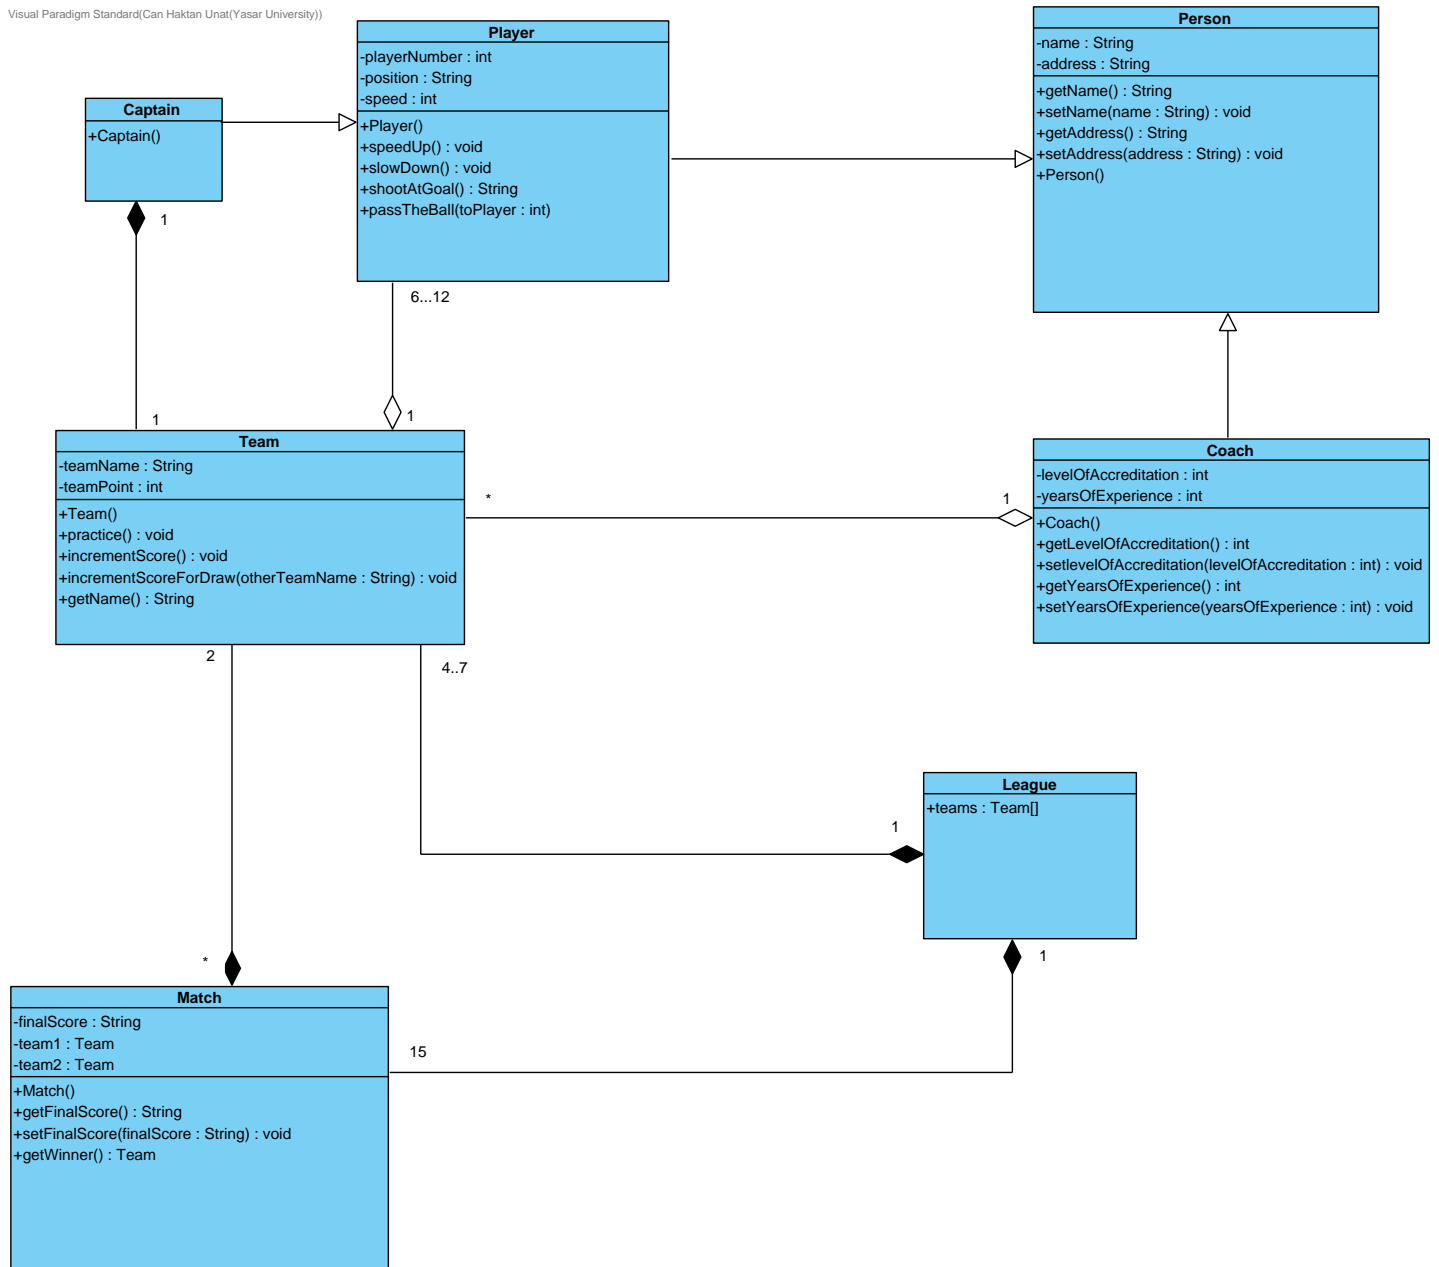 Visual Paradigm Standard(Can Haktan Unat(Yasar University))
Player
-playerNumber : int
-position : String
-speed : int
+Player()
+speedUp() : void
+slowDown() : void
+shootAtGoal() : String
+passTheBall(toPlayer : int)
Person
-name : String
-address : String
+getName() : String
+setName(name : String) : void
+getAddress() : String
+setAddress(address : String) : void
+Person()
Captain
+Captain()
1
6...12
1
1
Team
-teamName : String
-teamPoint : int
+Team()
+practice() : void
+incrementScore() : void
+incrementScoreForDraw(otherTeamName : String) : void
+getName() : String
*
1
Coach
-levelOfAccreditation : int
-yearsOfExperience : int
+Coach()
+getLevelOfAccreditation() : int
+setlevelOfAccreditation(levelOfAccreditation : int) : void
+getYearsOfExperience() : int
+setYearsOfExperience(yearsOfExperience : int) : void
2
4..7
League
+teams : Team[]
1
1
*
15
Match
-finalScore : String
-team1 : Team
-team2 : Team
+Match()
+getFinalScore() : String
+setFinalScore(finalScore : String) : void
+getWinner() : Team